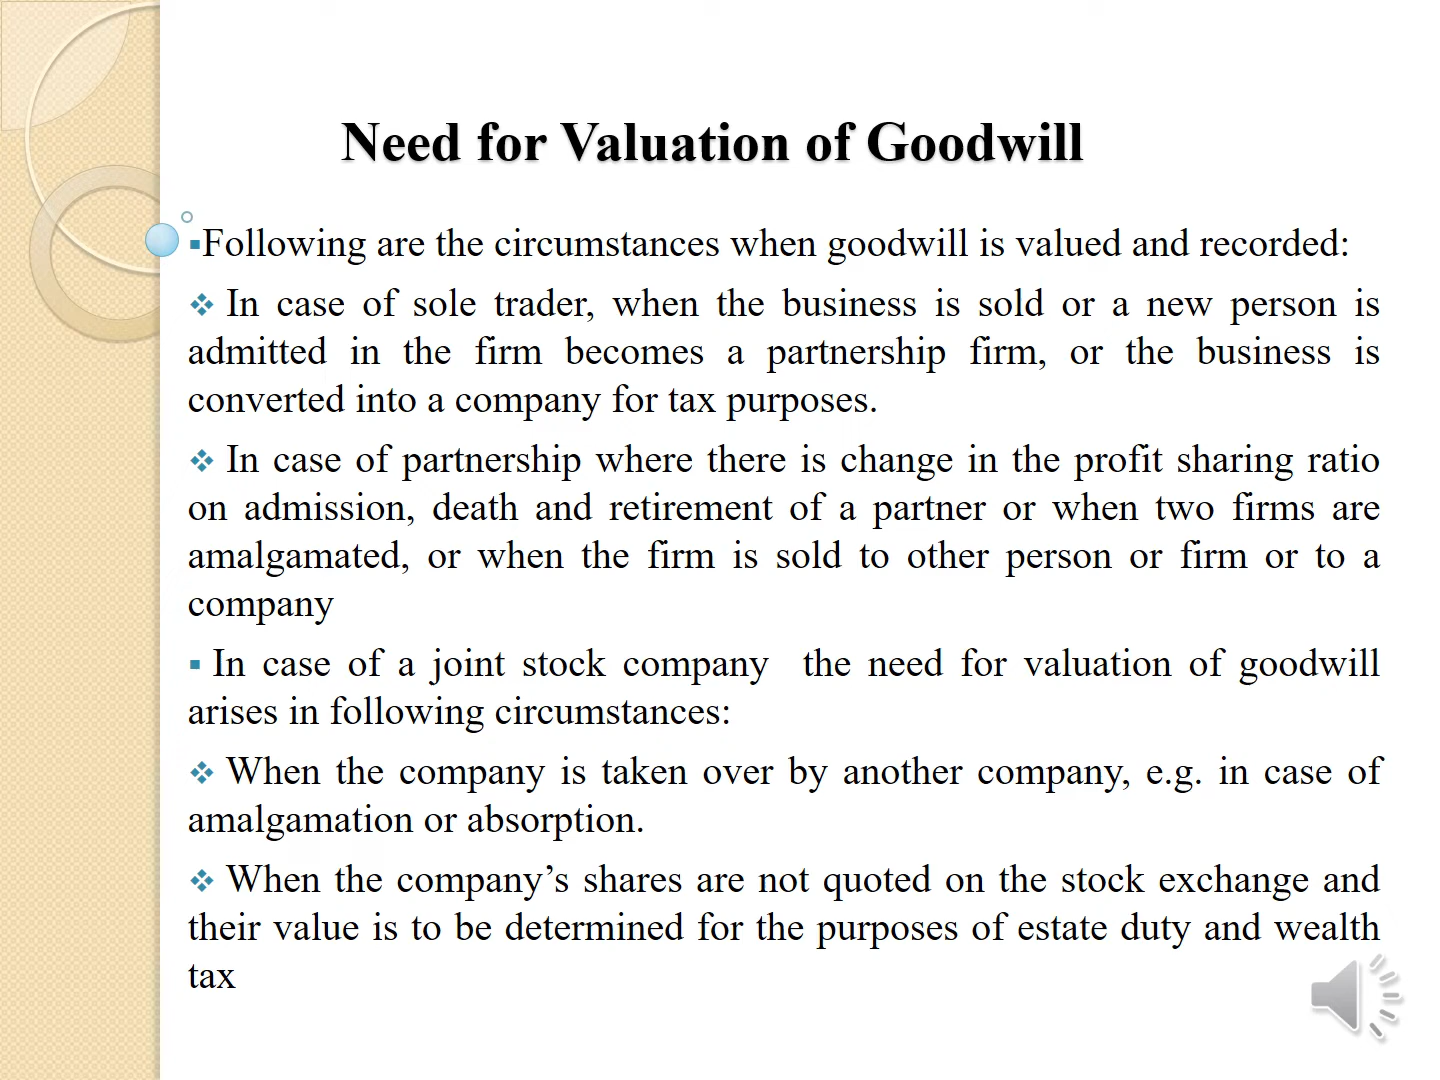 Need for Valuation of Goodwill
▪Following are the circumstances when goodwill is valued and recorded:
❖ In case of sole trader, when the business is sold or a new person is
admitted in the firm becomes a partnership firm, or the business is
converted into a company for tax purposes.
❖ In case of partnership where there is change in the profit sharing ratio
on admission, death and retirement of a partner or when two firms are
amalgamated, or when the firm is sold to other person or firm or to a
company
▪ In case of a joint stock company the need for valuation of goodwill
arises in following circumstances:
❖ When the company is taken over by another company, e.g. in case of
amalgamation or absorption.
❖ When the company’s shares are not quoted on the stock exchange and
their value is to be determined for the purposes of estate duty and wealth
tax